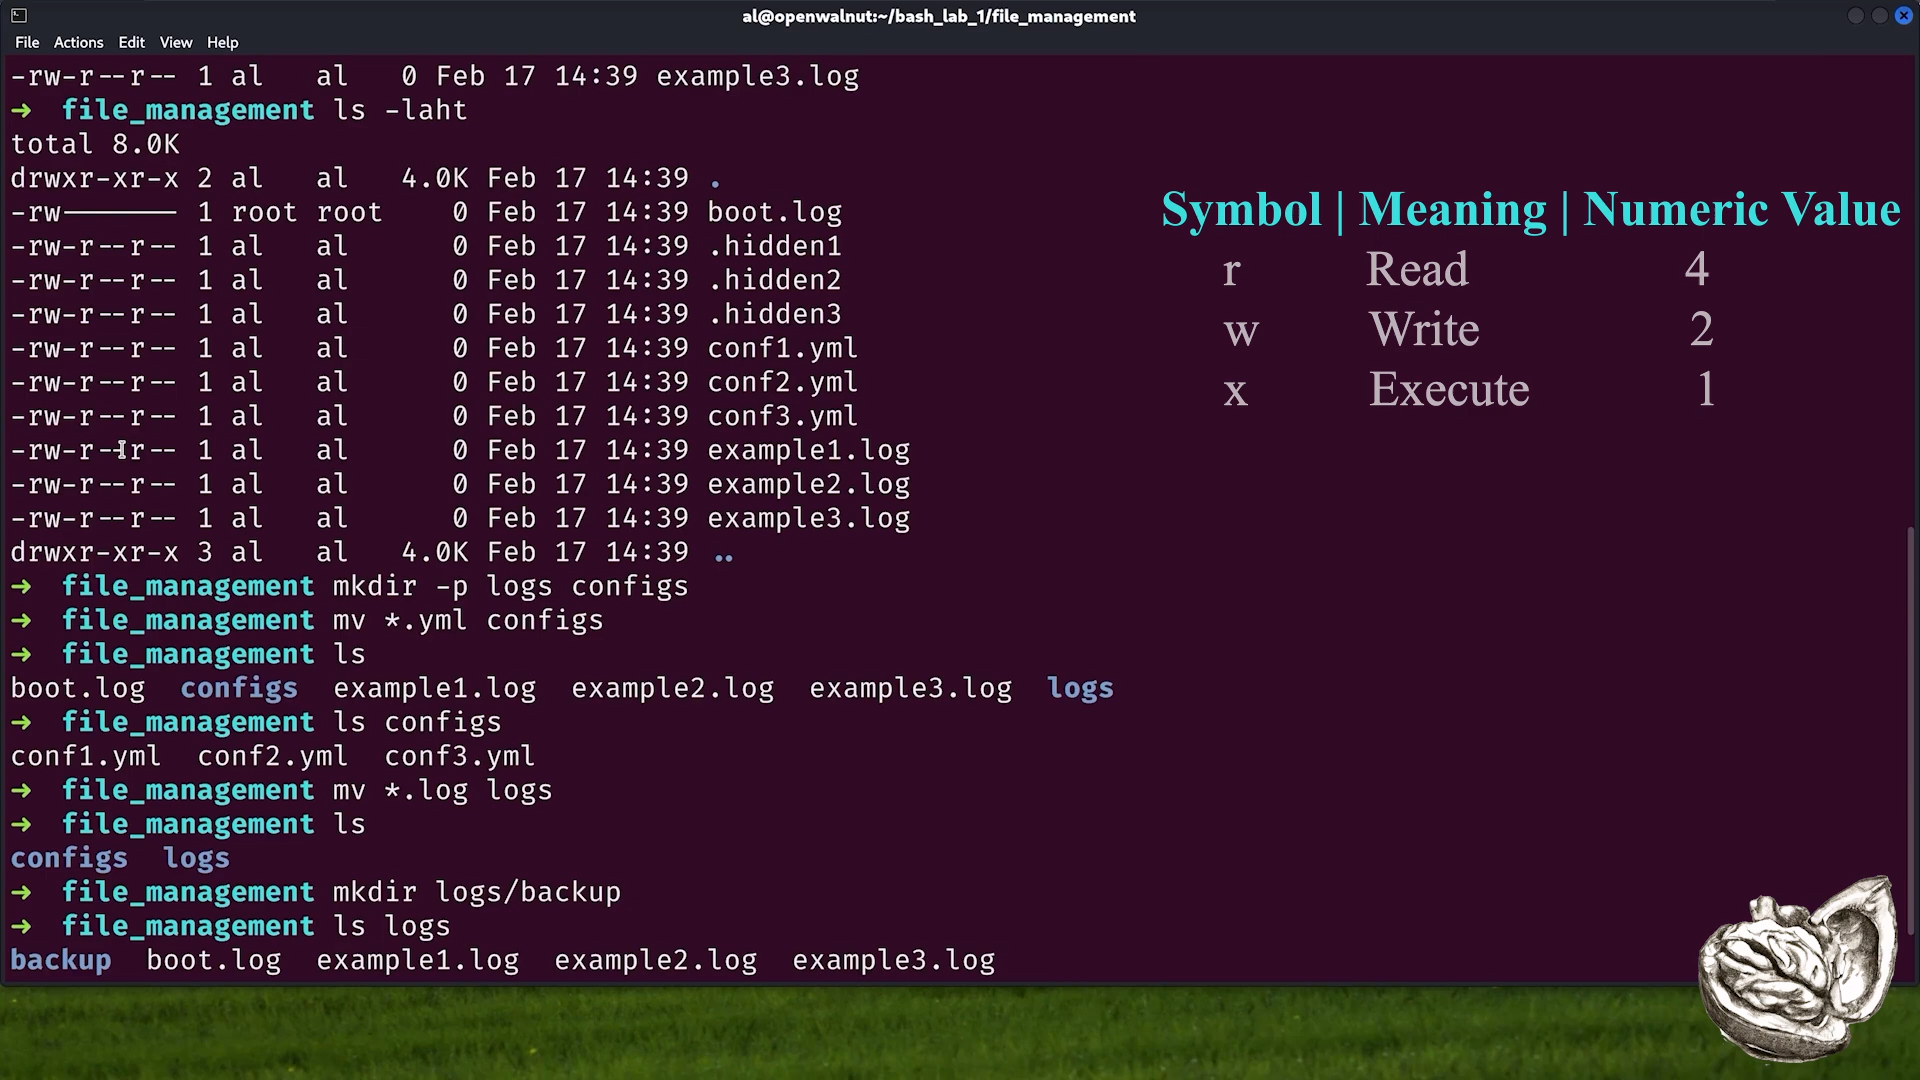 al@openwalnut:~/bash_lab_1/file_management
File Actions Edit View Help
-rw-r--r-- 1 al al 0 Feb 17 14:39 example3.log
→ file_management ls -laht
total 8.0K
drwxr-xr-x 2 al al 4.0K Feb 17 14:39 .
-rw------- 1 root root 0 Feb 17 14:39 boot.log
-rw-r--r-- 1 al al 0 Feb 17 14:39 .hidden1
-rw-r--r-- 1 al al 0 Feb 17 14:39 .hidden2
-rw-r--r-- 1 al al 0 Feb 17 14:39 .hidden3
-rw-r--r-- 1 al al 0 Feb 17 14:39 conf1.yml
-rw-r--r-- 1 al al 0 Feb 17 14:39 conf2.yml
-rw-r--r-- 1 al al 0 Feb 17 14:39 conf3.yml
-rw-r--r-- 1 al al 0 Feb 17 14:39 example1.log
-rw-r--r-- 1 al al 0 Feb 17 14:39 example2.log
-rw-r--r-- 1 al al 0 Feb 17 14:39 example3.log
drwxr-xr-x 3 al al 4.0K Feb 17 14:39 ..
→ file_management mkdir -p logs configs
→ file_management mv *.yml configs
→ file_management ls
boot.log configs example1.log example2.log example3.log logs
→ file_management ls configs
conf1.yml conf2.yml conf3.yml
→ file_management mv *.log logs
→ file_management ls
configs logs
→ file_management mkdir logs/backup
→ file_management ls logs
backup boot.log example1.log example2.log example3.log
Symbol | Meaning | Numeric Value
r Read 4
w Write 2
x Execute 1